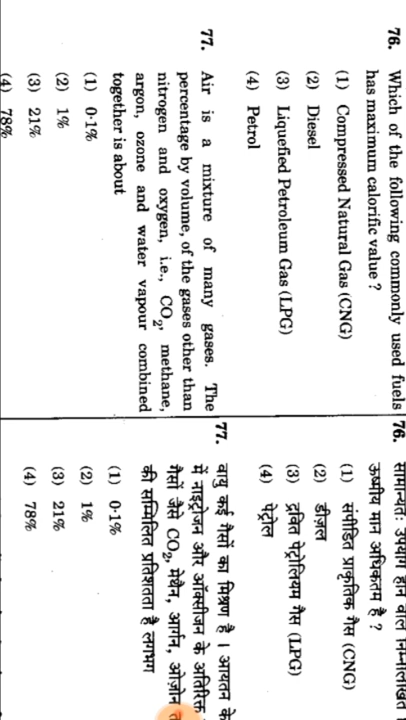 76. Which of the following commonly used fuels
has maximum calorific value ?
(1) Compressed Natural Gas (CNG)
(2) Diesel
(3) Liquefied Petroleum Gas (LPG)
(4) Petrol
77. Air is a mixture of many gases. The
percentage by volume, of the gases other than
nitrogen and oxygen, i.e., CO₂, methane,
argon, ozone and water vapour combined
together is about
(1) 0·1%
(2) 1%
(3) 21%
(4) 78%
76. सामान्यतः उपयोग होने वाले निम्नलिखित
ऊष्मीय मान अधिकतम है ?
(1) संपीडित प्राकृतिक गैस (CNG)
(2) डीज़ल
(3) द्रवित पेट्रोलियम गैस (LPG)
(4) पेट्रोल
77. वायु कई गैसों का मिश्रण है । आयतन के
में नाइट्रोजन और ऑक्सीजन के अतिरिक्त
गैसों जैसे CO₂, मेथैन, आर्गन, ओज़ोन
की सम्मिलित प्रतिशतता है लगभग
(1) 0·1%
(2) 1%
(3) 21%
(4) 78%